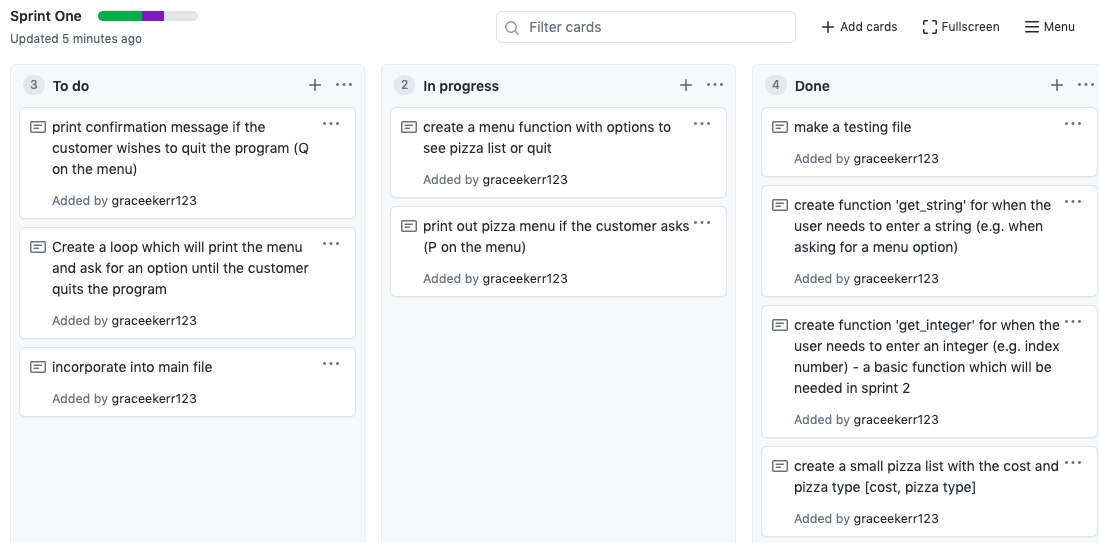 Sprint One
Updated 5 minutes ago
Filter cards
Add cards
Fullscreen
Menu
3 To do
print confirmation message if the
customer wishes to quit the program (Q
on the menu)
Added by graceekerr123
Create a loop which will print the menu
and ask for an option until the customer
quits the program
Added by graceekerr123
incorporate into main file
Added by graceekerr123
2 In progress
create a menu function with options to
see pizza list or quit
Added by graceekerr123
print out pizza menu if the customer asks
(P on the menu)
Added by graceekerr123
4 Done
make a testing file
Added by graceekerr123
create function 'get_string' for when the
user needs to enter a string (e.g. when
asking for a menu option)
Added by graceekerr123
create function 'get_integer' for when the
user needs to enter an integer (e.g. index
number) - a basic function which will be
needed in sprint 2
Added by graceekerr123
create a small pizza list with the cost and
pizza type [cost, pizza type]
Added by graceekerr123